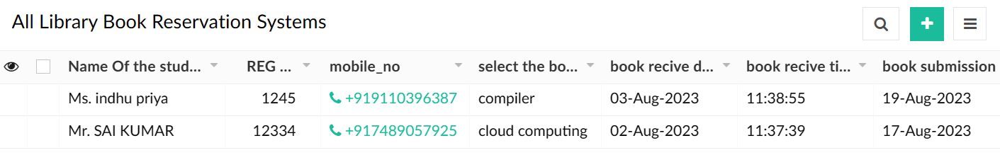 All Library Book Reservation Systems
Name Of the stud... REG ... mobile_no select the bo... book recive d... book recive ti... book submission
Ms. indhu priya 1245 +919110396387 compiler 03-Aug-2023 11:38:55 19-Aug-2023
Mr. SAI KUMAR 12334 +917489057925 cloud computing 02-Aug-2023 11:37:39 17-Aug-2023